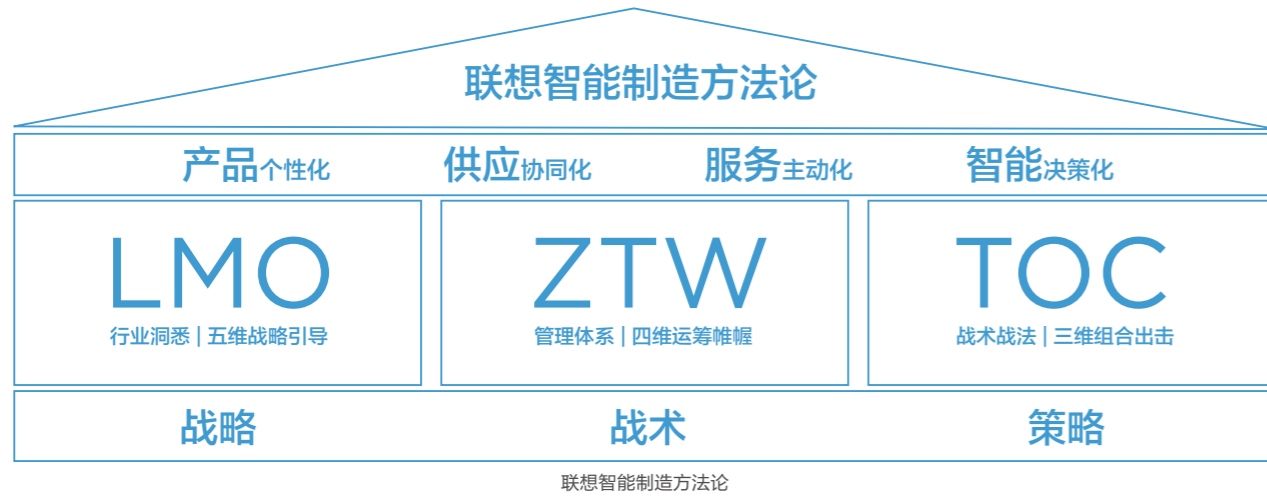 联想智能制造方法论
产品个性化 供应协同化 服务主动化 智能决策化
LMO ZTW TOC
行业洞悉 | 五维战略引导 管理体系 | 四维运筹帷幄 战术战法 | 三维组合出击
战略 战术 策略
联想智能制造方法论